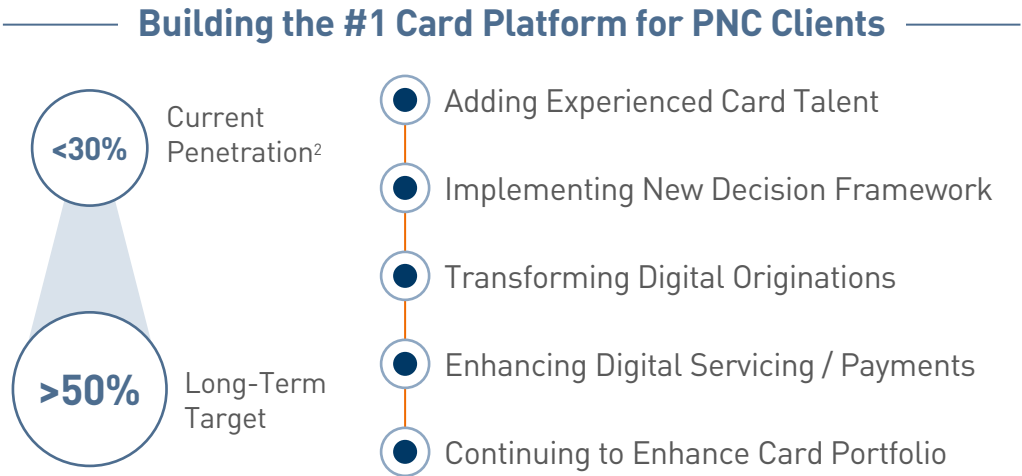 Building the #1 Card Platform for PNC Clients
<30%
Current
Penetration²
>50%
Long-Term
Target
Adding Experienced Card Talent
Implementing New Decision Framework
Transforming Digital Originations
Enhancing Digital Servicing / Payments
Continuing to Enhance Card Portfolio